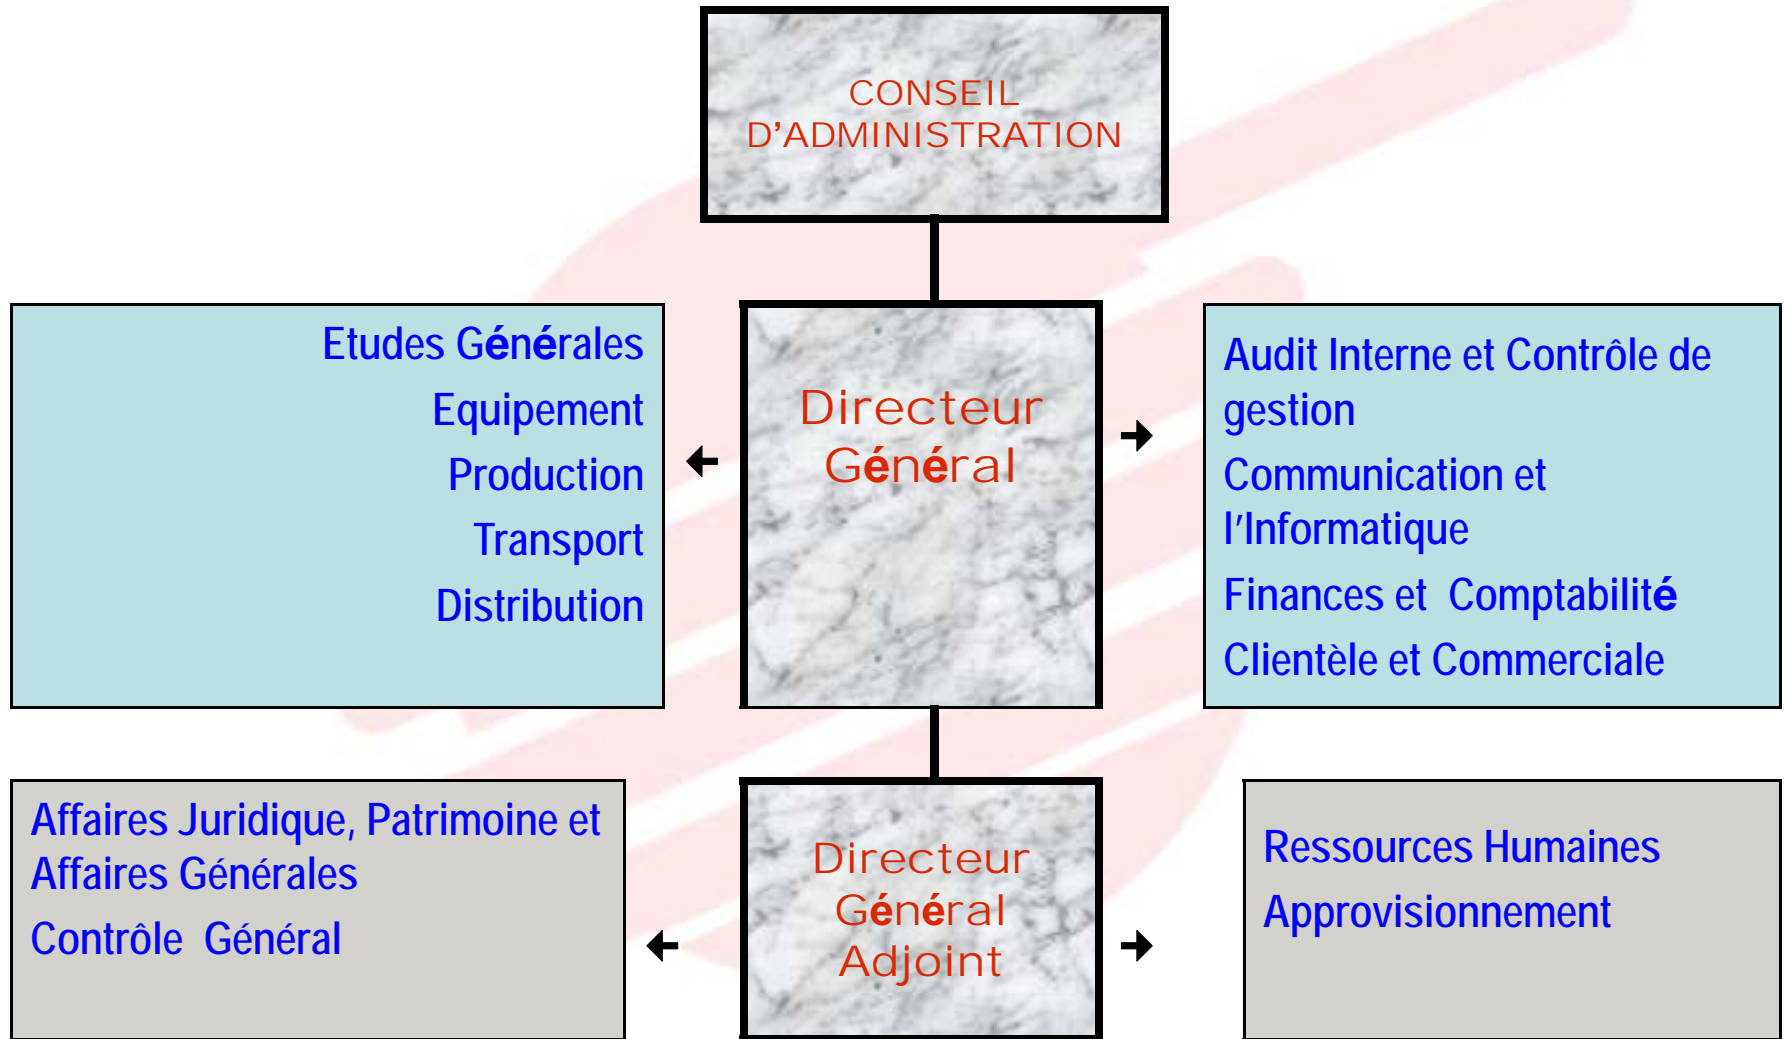 CONSEIL
D'ADMINISTRATION
Etudes Générales
Equipement
Production
Transport
Distribution
Directeur
Général
Audit Interne et Contrôle de
gestion
Communication et
l'Informatique
Finances et Comptabilité
Clientèle et Commerciale
Affaires Juridique, Patrimoine et
Affaires Générales
Contrôle Général
Directeur
Général
Adjoint
Ressources Humaines
Approvisionnement